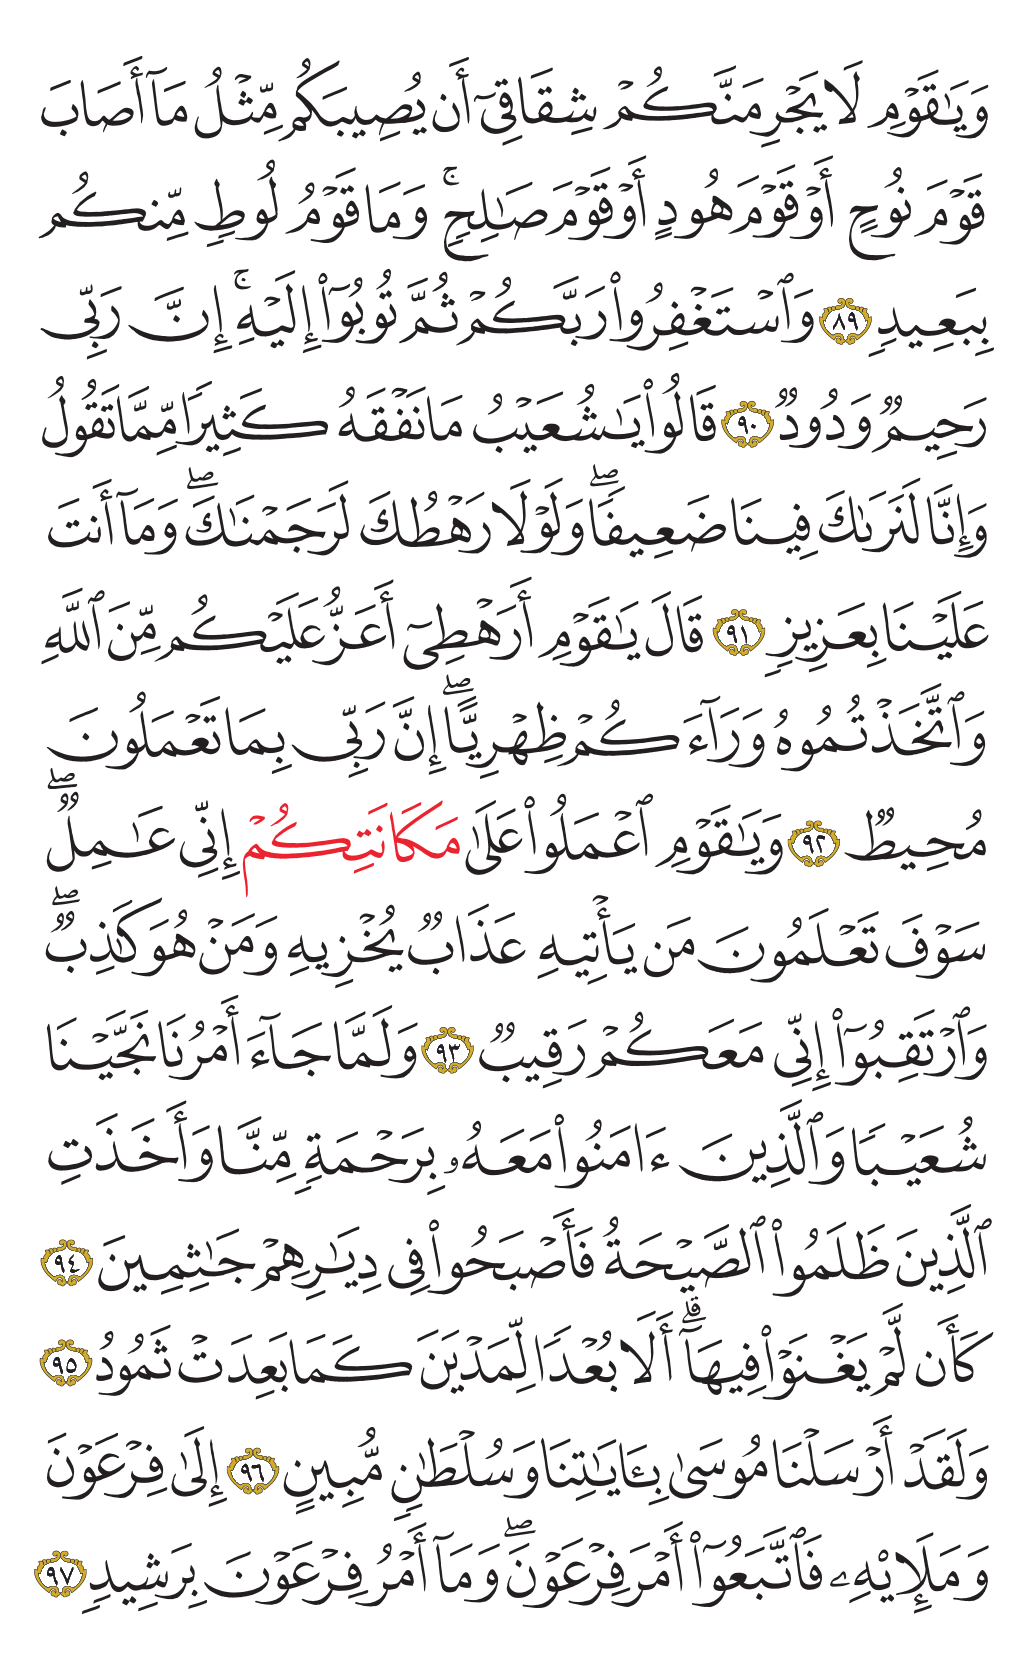 وَيَٰقَوْمِ لَا يَجْرِمَنَّكُمْ شِقَاقِيٓ أَن يُصِيبَكُم مِّثْلُ مَآ أَصَابَ
قَوْمَ نُوحٍ أَوْ قَوْمَ هُودٍ أَوْ قَوْمَ صَٰلِحٍۚ وَمَا قَوْمُ لُوطٍ مِّنكُم
بِبَعِيدٍ ٨٩ وَٱسْتَغْفِرُوا۟ رَبَّكُمْ ثُمَّ تُوبُوٓا۟ إِلَيْهِۚ إِنَّ رَبِّي
رَحِيمٌ وَدُودٌ ٩٠ قَالُوا۟ يَٰشُعَيْبُ مَا نَفْقَهُ كَثِيرًا مِّمَّا تَقُولُ
وَإِنَّا لَنَرَىٰكَ فِينَا ضَعِيفًاۖ وَلَوْلَا رَهْطُكَ لَرَجَمْنَٰكَۖ وَمَآ أَنتَ
عَلَيْنَا بِعَزِيزٍ ٩١ قَالَ يَٰقَوْمِ أَرَهْطِيٓ أَعَزُّ عَلَيْكُم مِّنَ ٱللَّهِ
وَٱتَّخَذْتُمُوهُ وَرَآءَكُمْ ظِهْرِيًّاۖ إِنَّ رَبِّي بِمَا تَعْمَلُونَ
مُحِيطٌ ٩٢ وَيَٰقَوْمِ ٱعْمَلُوا۟ عَلَىٰ مَكَانَتِكُمْ إِنِّي عَٰمِلٌۖ
سَوْفَ تَعْلَمُونَ مَن يَأْتِيهِ عَذَابٌ يُخْزِيهِ وَمَنْ هُوَ كَٰذِبٌۖ
وَٱرْتَقِبُوٓا۟ إِنِّي مَعَكُمْ رَقِيبٌ ٩٣ وَلَمَّا جَآءَ أَمْرُنَا نَجَّيْنَا
شُعَيْبًا وَٱلَّذِينَ ءَامَنُوا۟ مَعَهُۥ بِرَحْمَةٍ مِّنَّا وَأَخَذَتِ
ٱلَّذِينَ ظَلَمُوا۟ ٱلصَّيْحَةُ فَأَصْبَحُوا۟ فِي دِيَٰرِهِمْ جَٰثِمِينَ ٩٤
كَأَن لَّمْ يَغْنَوْا۟ فِيهَآۗ أَلَا بُعْدًا لِّمَدْيَنَ كَمَا بَعِدَتْ ثَمُودُ ٩٥
وَلَقَدْ أَرْسَلْنَا مُوسَىٰ بِـَٔايَٰتِنَا وَسُلْطَٰنٍ مُّبِينٍ ٩٦ إِلَىٰ فِرْعَوْنَ
وَمَلَإِيْهِۦ فَٱتَّبَعُوٓا۟ أَمْرَ فِرْعَوْنَۖ وَمَآ أَمْرُ فِرْعَوْنَ بِرَشِيدٍ ٩٧